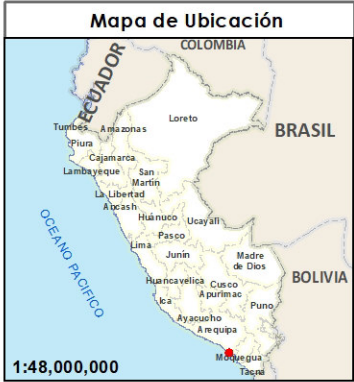 Mapa de Ubicación
COLOMBIA
ECUADOR
Loreto
Tumbes
Amazonas
BRASIL
Piura
Cajamarca
Lambayeque
San
Martin
La Libertad
Ancash
Huánuco
Ucayali
OCEANO PACIFICO
Pasco
Lima
Junín
Madre
de Dios
Huancavelica
Cusco
BOLIVIA
Apurimac
Ica
Puno
Ayacucho
Arequipa
Moquegua
1:48,000,000
Tacna